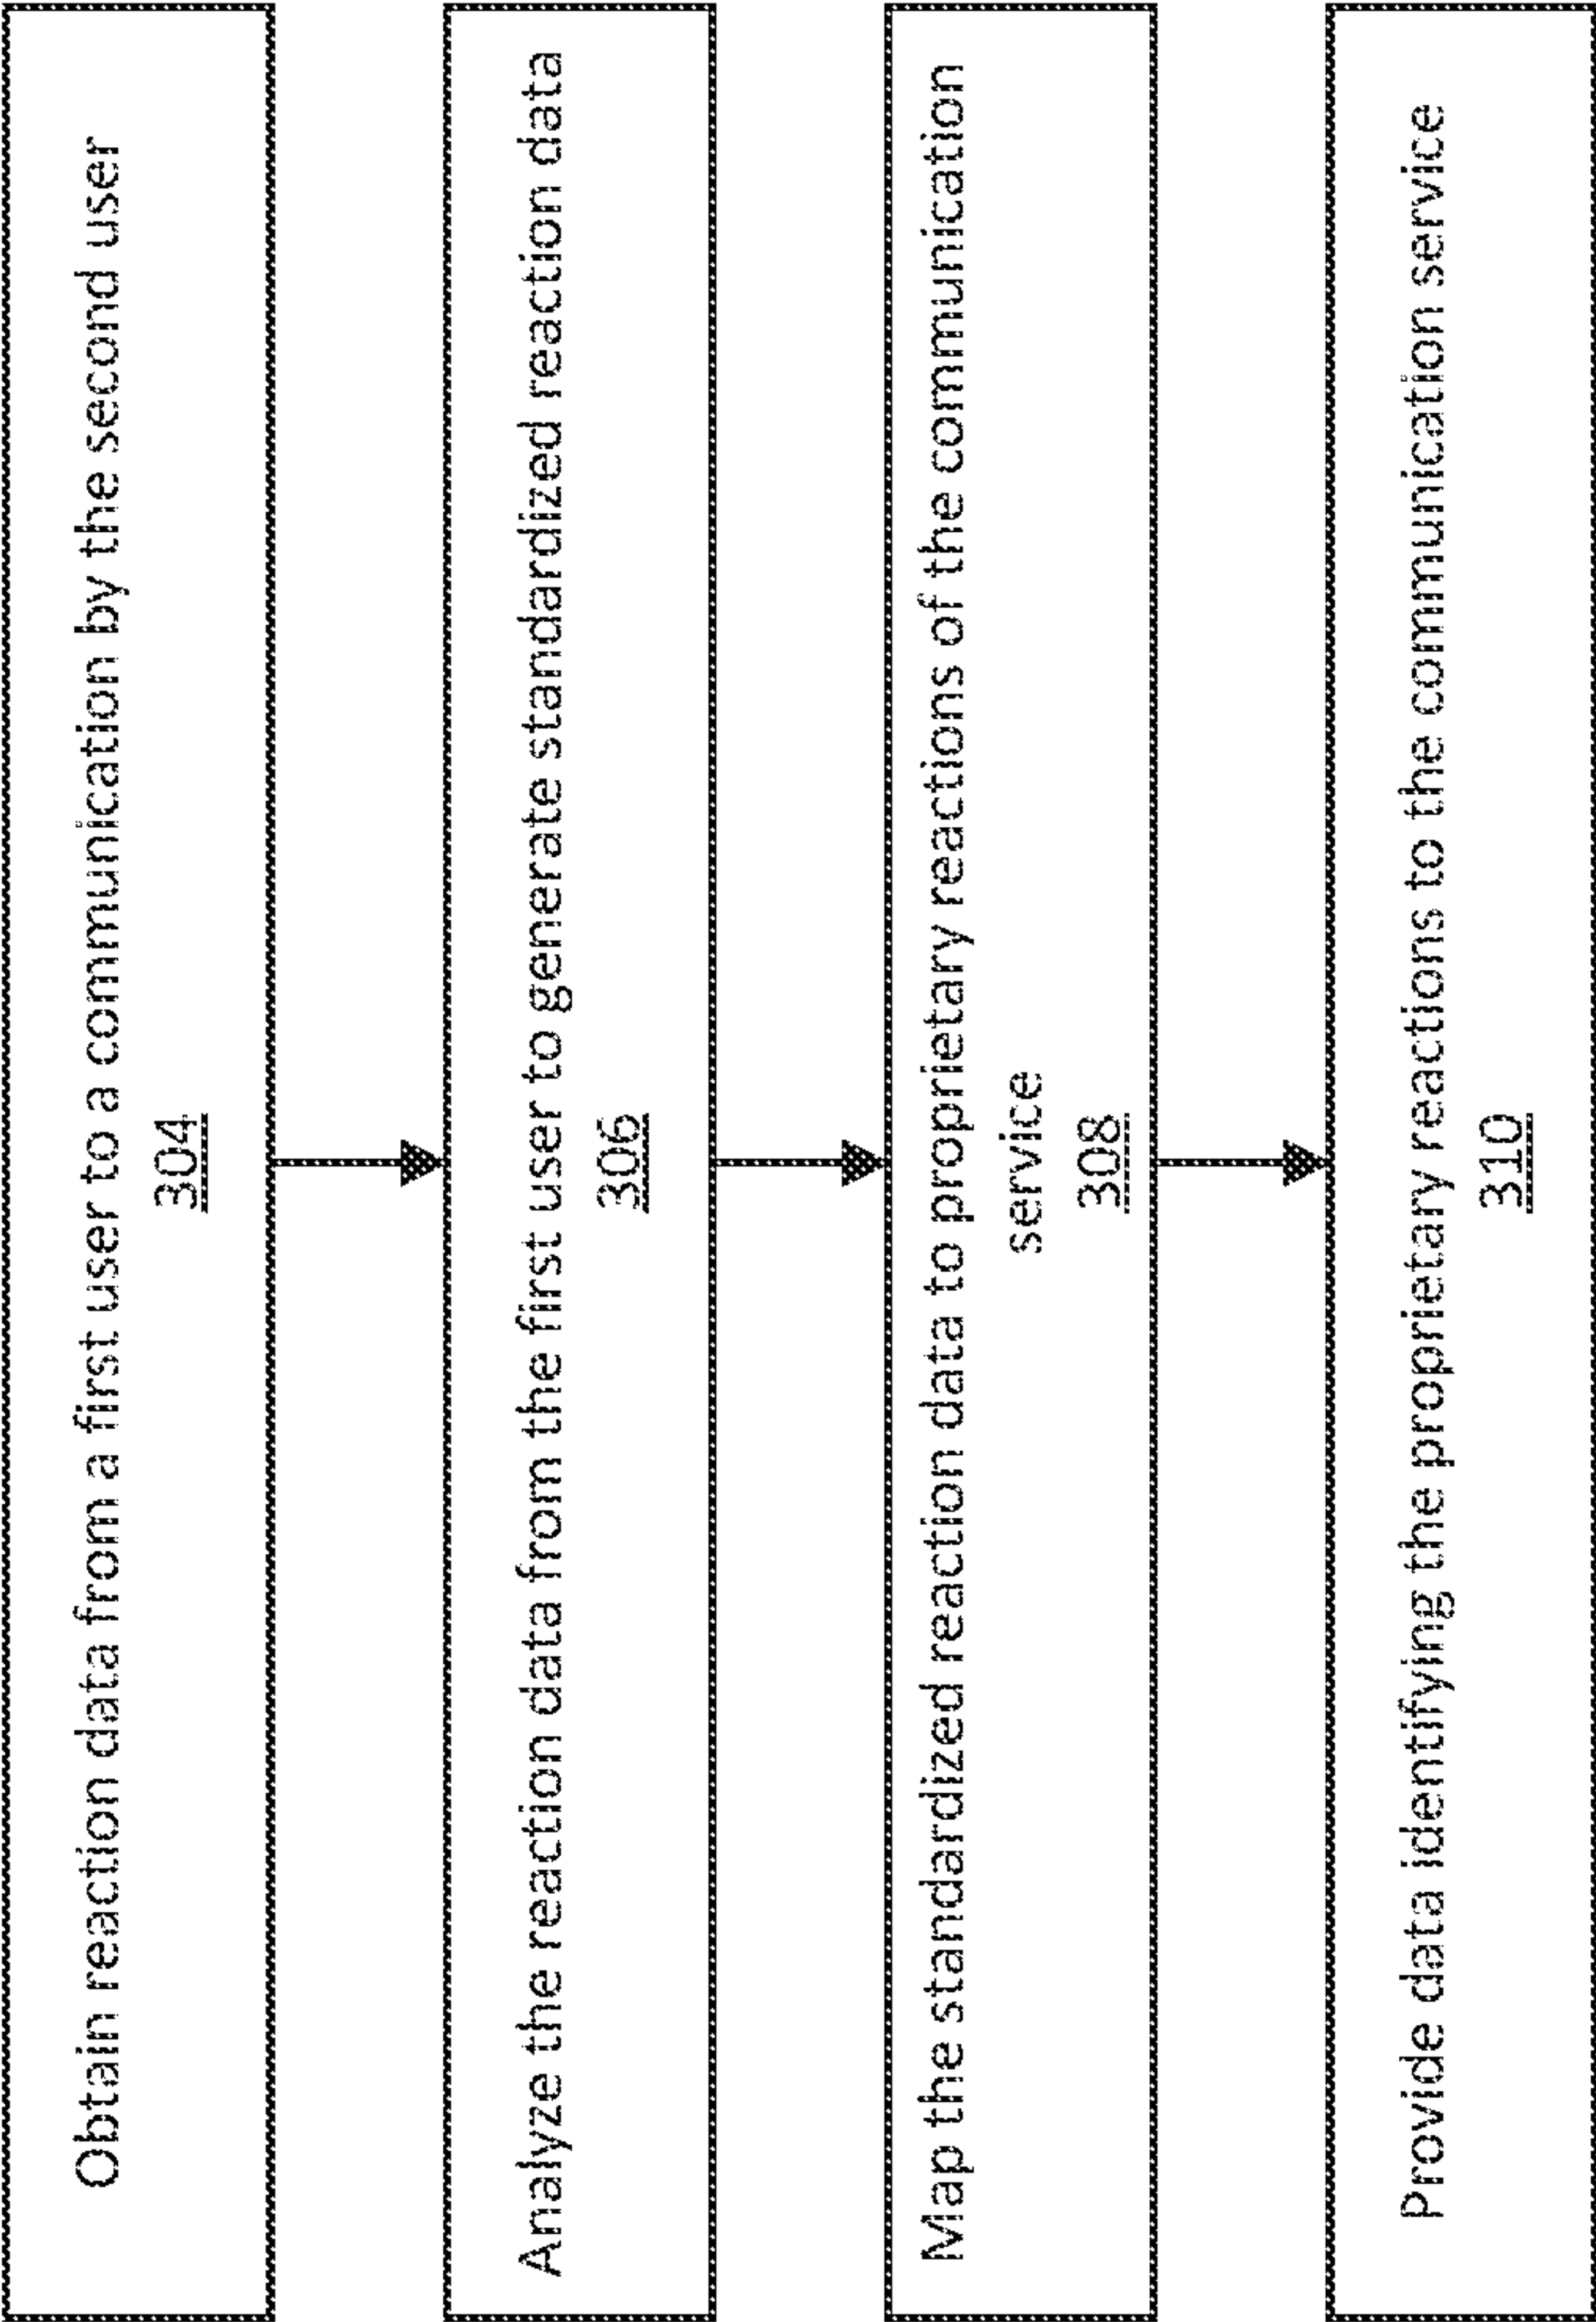 Obtain reaction data from a first user to a communication by the second user
304
Analyze the reaction data from the first user to generate standardized reaction data
306
Map the standardized reaction data to proprietary reactions of the communication
service
308
Provide data identifying the proprietary reactions to the communication service
310